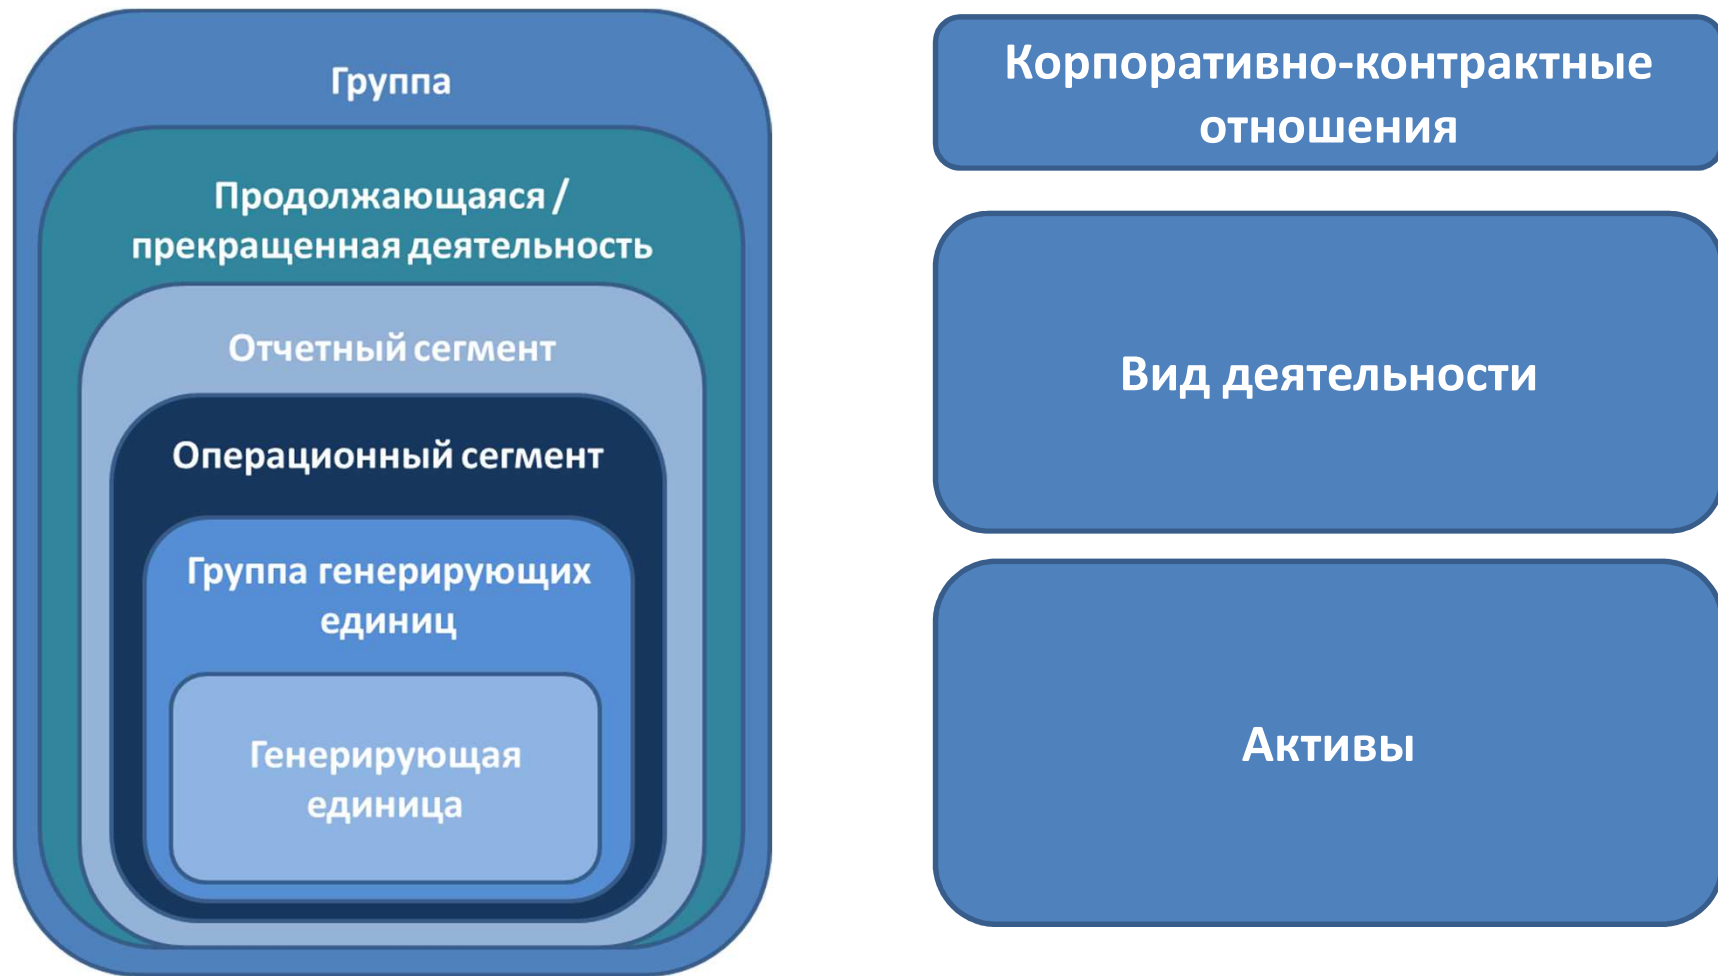 Группа
Продолжающаяся /
прекращенная деятельность
Отчетный сегмент
Операционный сегмент
Группа генерирующих
единиц
Генерирующая
единица
Корпоративно-контрактные
отношения
Вид деятельности
Активы